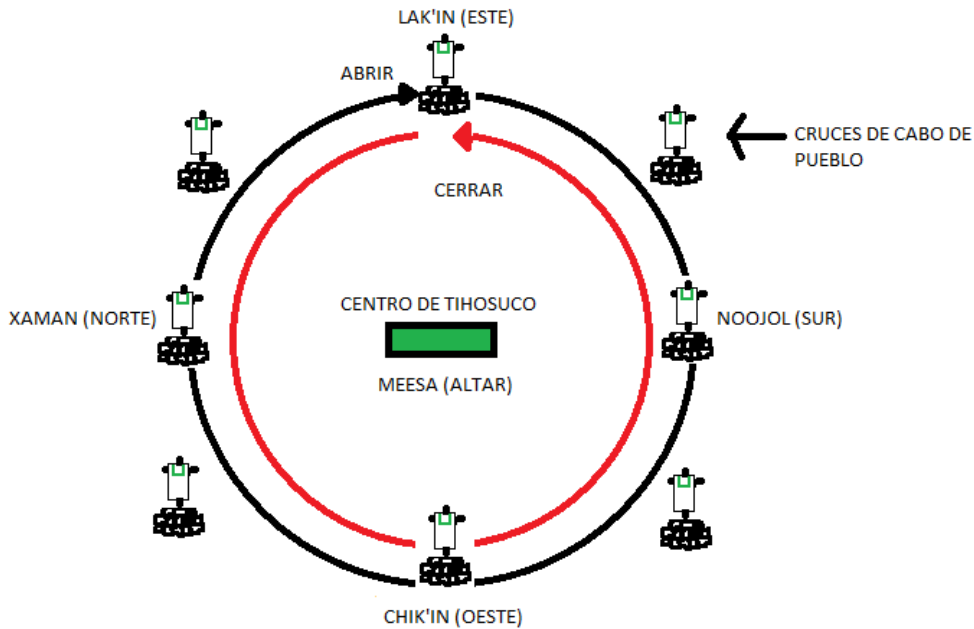 LAK'IN (ESTE)
ABRIR
CRUCES DE CABO DE
PUEBLO
CERRAR
CENTRO DE TIHOSUCO
XAMAN (NORTE)
NOOJOL (SUR)
MEESA (ALTAR)
CHIK'IN (OESTE)